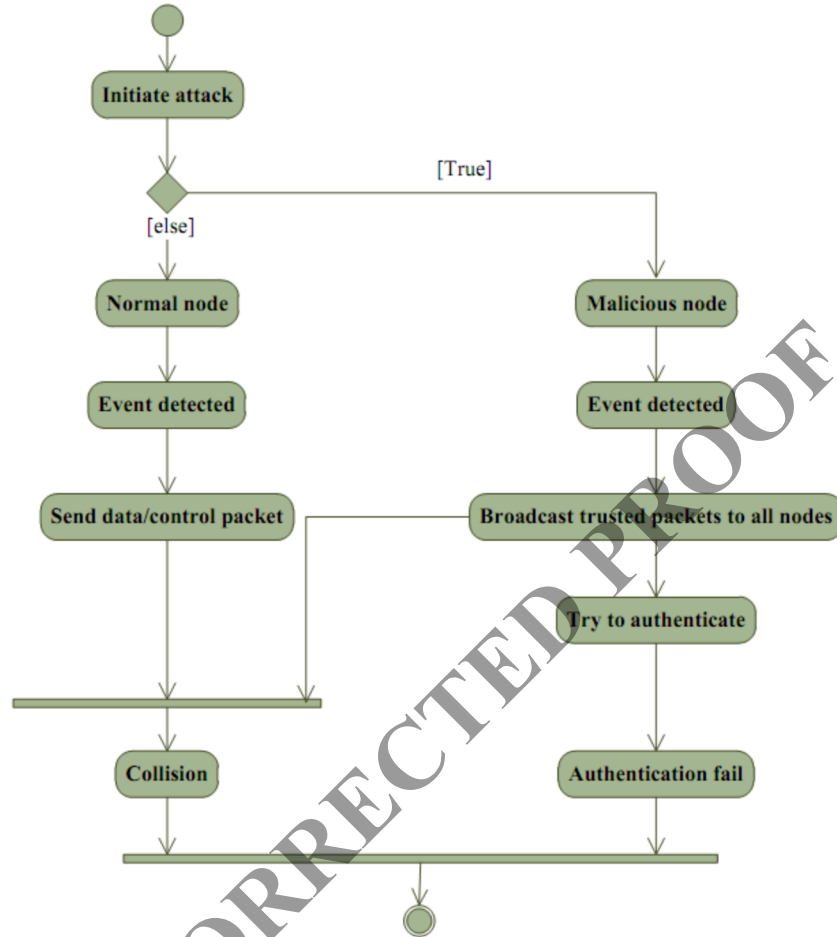 Initiate attack
[True]
[else]
Normal node
Malicious node
Event detected
Event detected
Send data/control packet
Broadcast trusted packets to all nodes
Try to authenticate
Collision
Authentication fail
ORRECTED PROOF